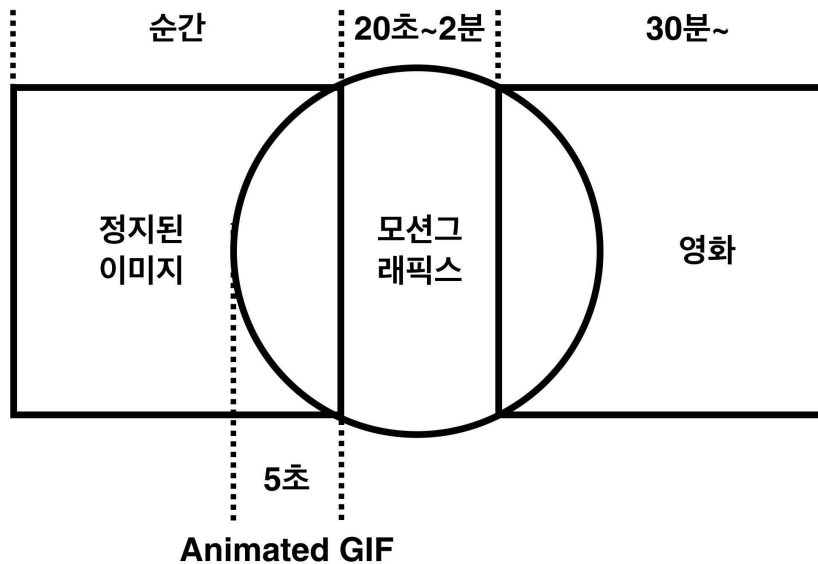 순간 20초~2분 30분~
정지된
이미지
모션그
래픽스
영화
5초
Animated GIF